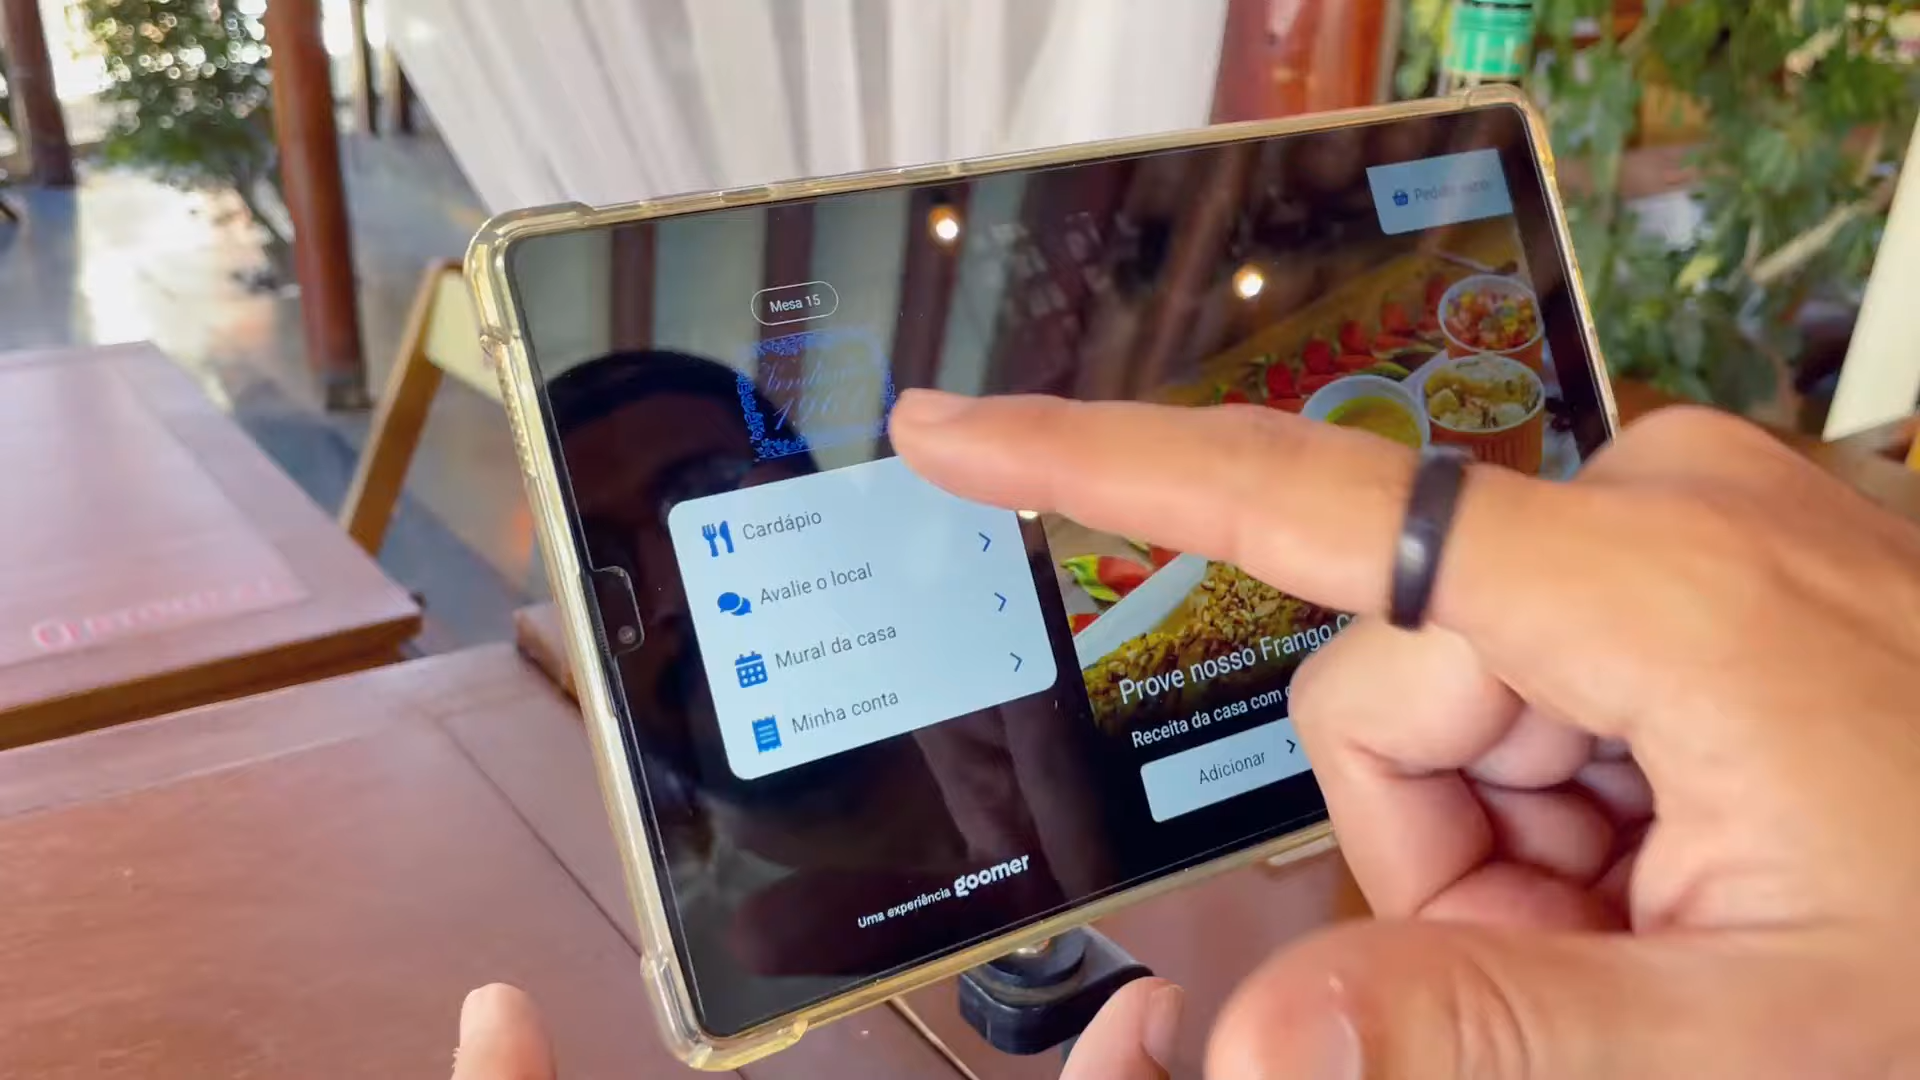 Mesa 15
Cardápio
Avalie o local
Mural da casa
Minha conta
Uma experiência goomer
Prove nosso Frango
Receita da casa com
Adicionar